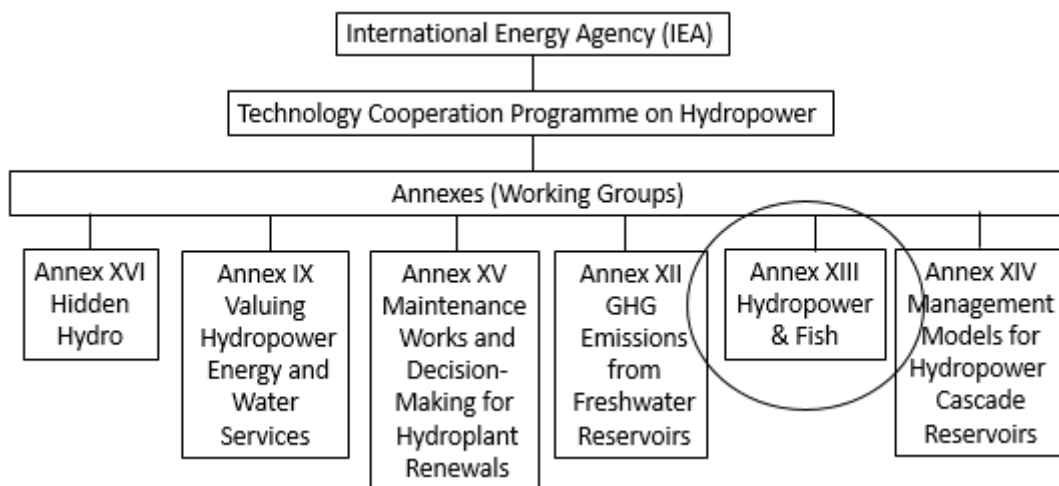 International Energy Agency (IEA)
Technology Cooperation Programme on Hydropower
Annexes (Working Groups)
Annex XVI
Hidden
Hydro
Annex IX
Valuing
Hydropower
Energy and
Water
Services
Annex XV
Maintenance
Works and
Decision-
Making for
Hydroplant
Renewals
Annex XII
GHG
Emissions
from
Freshwater
Reservoirs
Annex XIII
Hydropower
& Fish
Annex XIV
Management
Models for
Hydropower
Cascade
Reservoirs